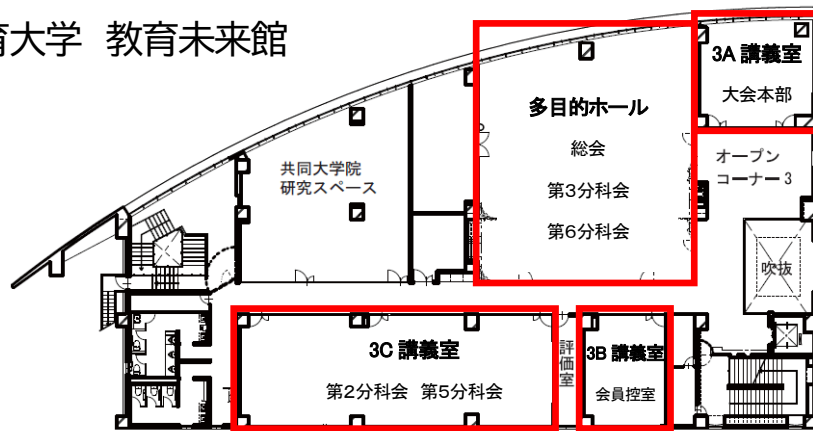 育大学 教育未来館
3A 講義室
大会本部
多目的ホール
総会
第3分科会
第6分科会
共同大学院
研究スペース
オープン
コーナー 3
吹抜
3C 講義室
第2分科会 第5分科会
評価室
3B 講義室
会員控室